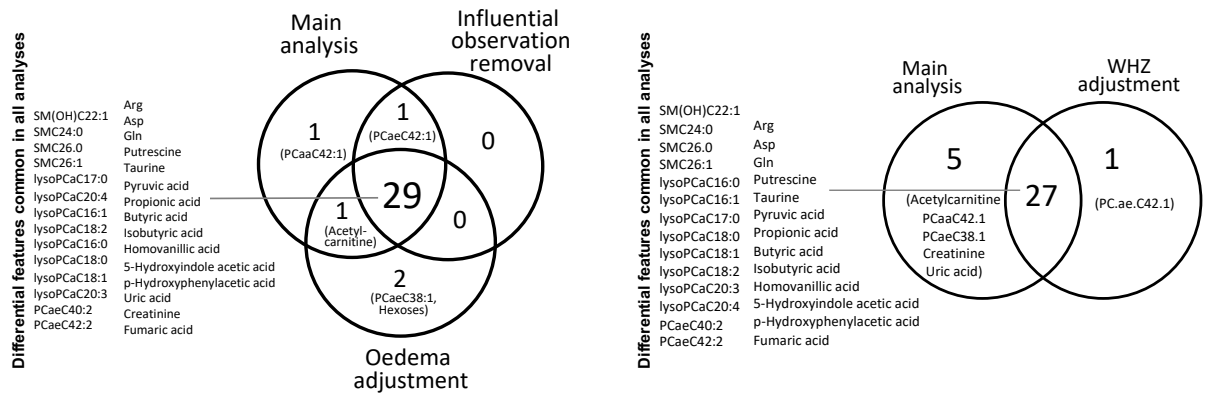 Differential features common in all analyses
SM(OH)C22:1
SMC24:0
SMC26.0
SMC26:1
lysoPCaC17:0
lysoPCaC20:4
lysoPCaC16:1
lysoPCaC18:2
lysoPCaC16:0
lysoPCaC18:0
lysoPCaC18:1
lysoPCaC20:3
PCaeC40:2
PCaeC42:2
Arg
Asp
Gln
Putrescine
Taurine
Pyruvic acid
Propionic acid
Butyric acid
Isobutyric acid
Homovanillic acid
5-Hydroxyindole acetic acid
p-Hydroxyphenylacetic acid
Uric acid
Creatinine
Fumaric acid
Main
analysis
Influential
observation
removal
1
(PCaaC42:1)
1
(PCaeC42:1)
0
29
1
(Acetyl-
carnitine)
0
2
(PCaeC38:1,
Hexoses)
Oedema
adjustment
Differential features common in all analyses
SM(OH)C22:1
SMC24:0
SMC26.0
SMC26:1
lysoPCaC16:0
lysoPCaC16:1
lysoPCaC17:0
lysoPCaC18:0
lysoPCaC18:1
lysoPCaC18:2
lysoPCaC20:3
lysoPCaC20:4
PCaeC40:2
PCaeC42:2
Arg
Asp
Gln
Putrescine
Taurine
Pyruvic acid
Propionic acid
Butyric acid
Isobutyric acid
Homovanillic acid
5-Hydroxyindole acetic acid
p-Hydroxyphenylacetic acid
Fumaric acid
Main
analysis
WHZ
adjustment
5
(Acetylcarnitine
PCaaC42.1
PCaeC38.1
Creatinine
Uric acid)
27
1
(PC.ae.C42.1)